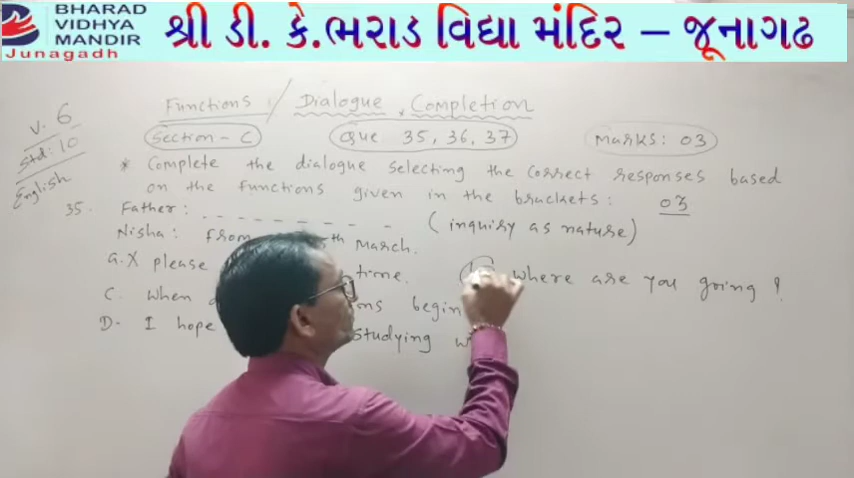 BHARAD
VIDHYA
MANDIR
Junagadh
શ્રી ડી. કે.ભરાડ વિદ્યા મંદિર – જૂનાગઢ
V. 6
Std: 10
English
Functions : / Dialogue Completion
Section - C
Que 35, 36, 37
Marks: 03
* Complete the dialogue selecting the correct responses based
on the functions given in the brackets : 03
35. Father: _ _ _ _ _ _ _ _ (inquiry as nature)
Nisha: From th March.
a. X please time.
where are you going ?
C. when ns begin
D. I hope studying w